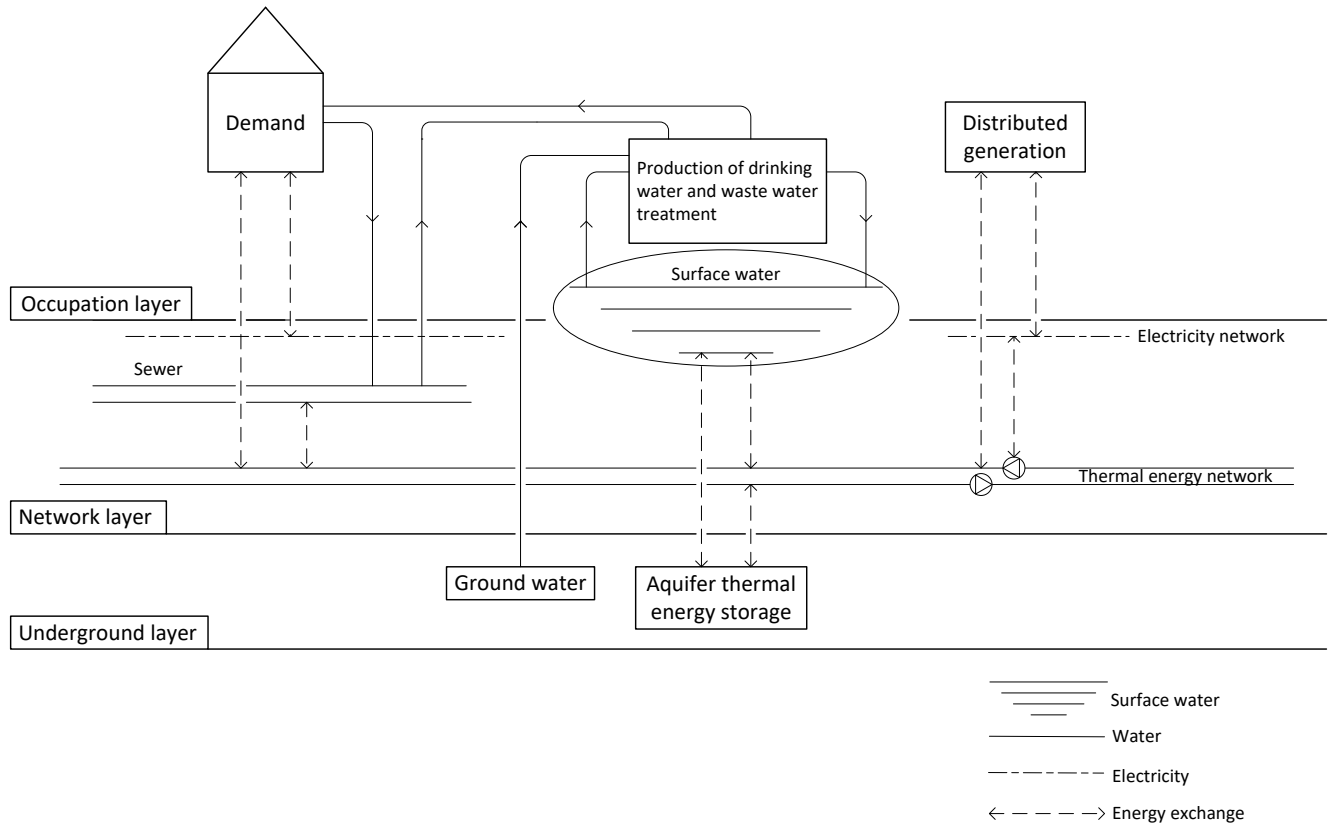 Demand
Distributed
generation
Production of drinking
water and waste water
treatment
Surface water
Occupation layer
Electricity network
Sewer
Thermal energy network
Network layer
Ground water
Aquifer thermal
energy storage
Underground layer
Surface water
Water
Electricity
Energy exchange